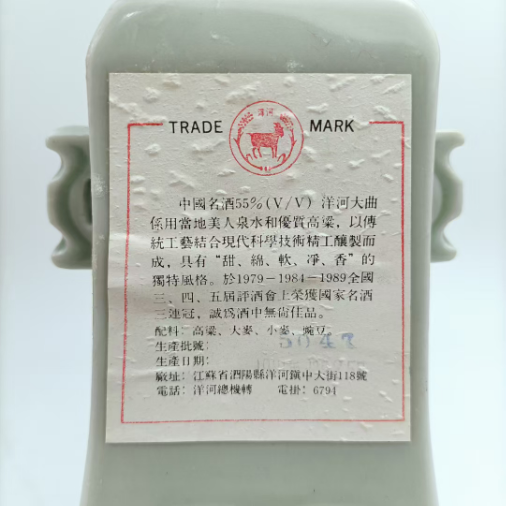 TRADE 洋河 MARK
中國名酒55%(V/V)洋河大曲
係用當地美人泉水和優質高粱，以傳
統工藝結合現代科學技術精工釀製而
成，具有“甜、綿、軟、凈、香”的
獨特風格。於1979－1984－1989全國
三、四、五屆評酒會上榮獲國家名酒
三連冠，誠爲酒中無衛佳品。
配料：高粱、大麥、小麥、豌豆
生產批號：5043
生產日期：
廠址：江蘇省泗陽縣洋河鎮中大街118號
電話：洋河總機轉 電掛：6794